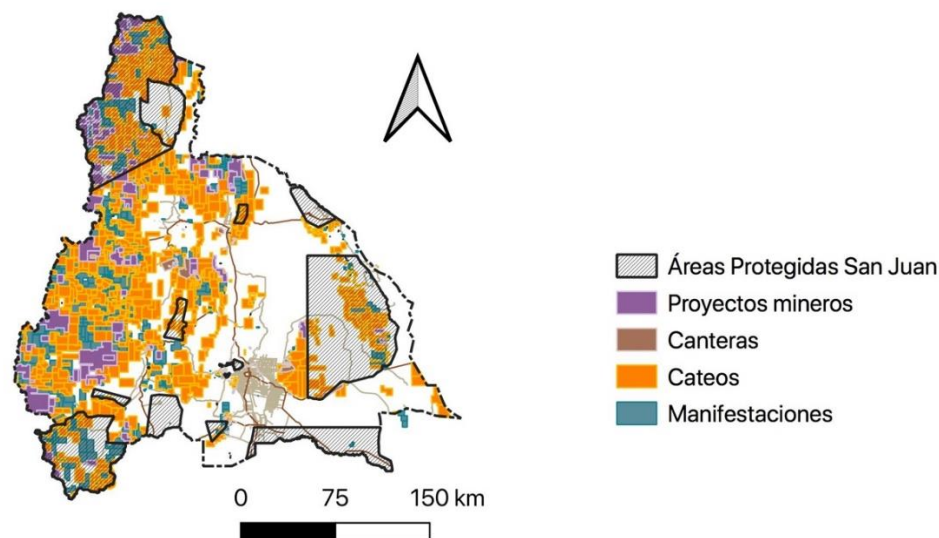 Áreas Protegidas San Juan
Proyectos mineros
Canteras
Cateos
Manifestaciones
0 75 150 km